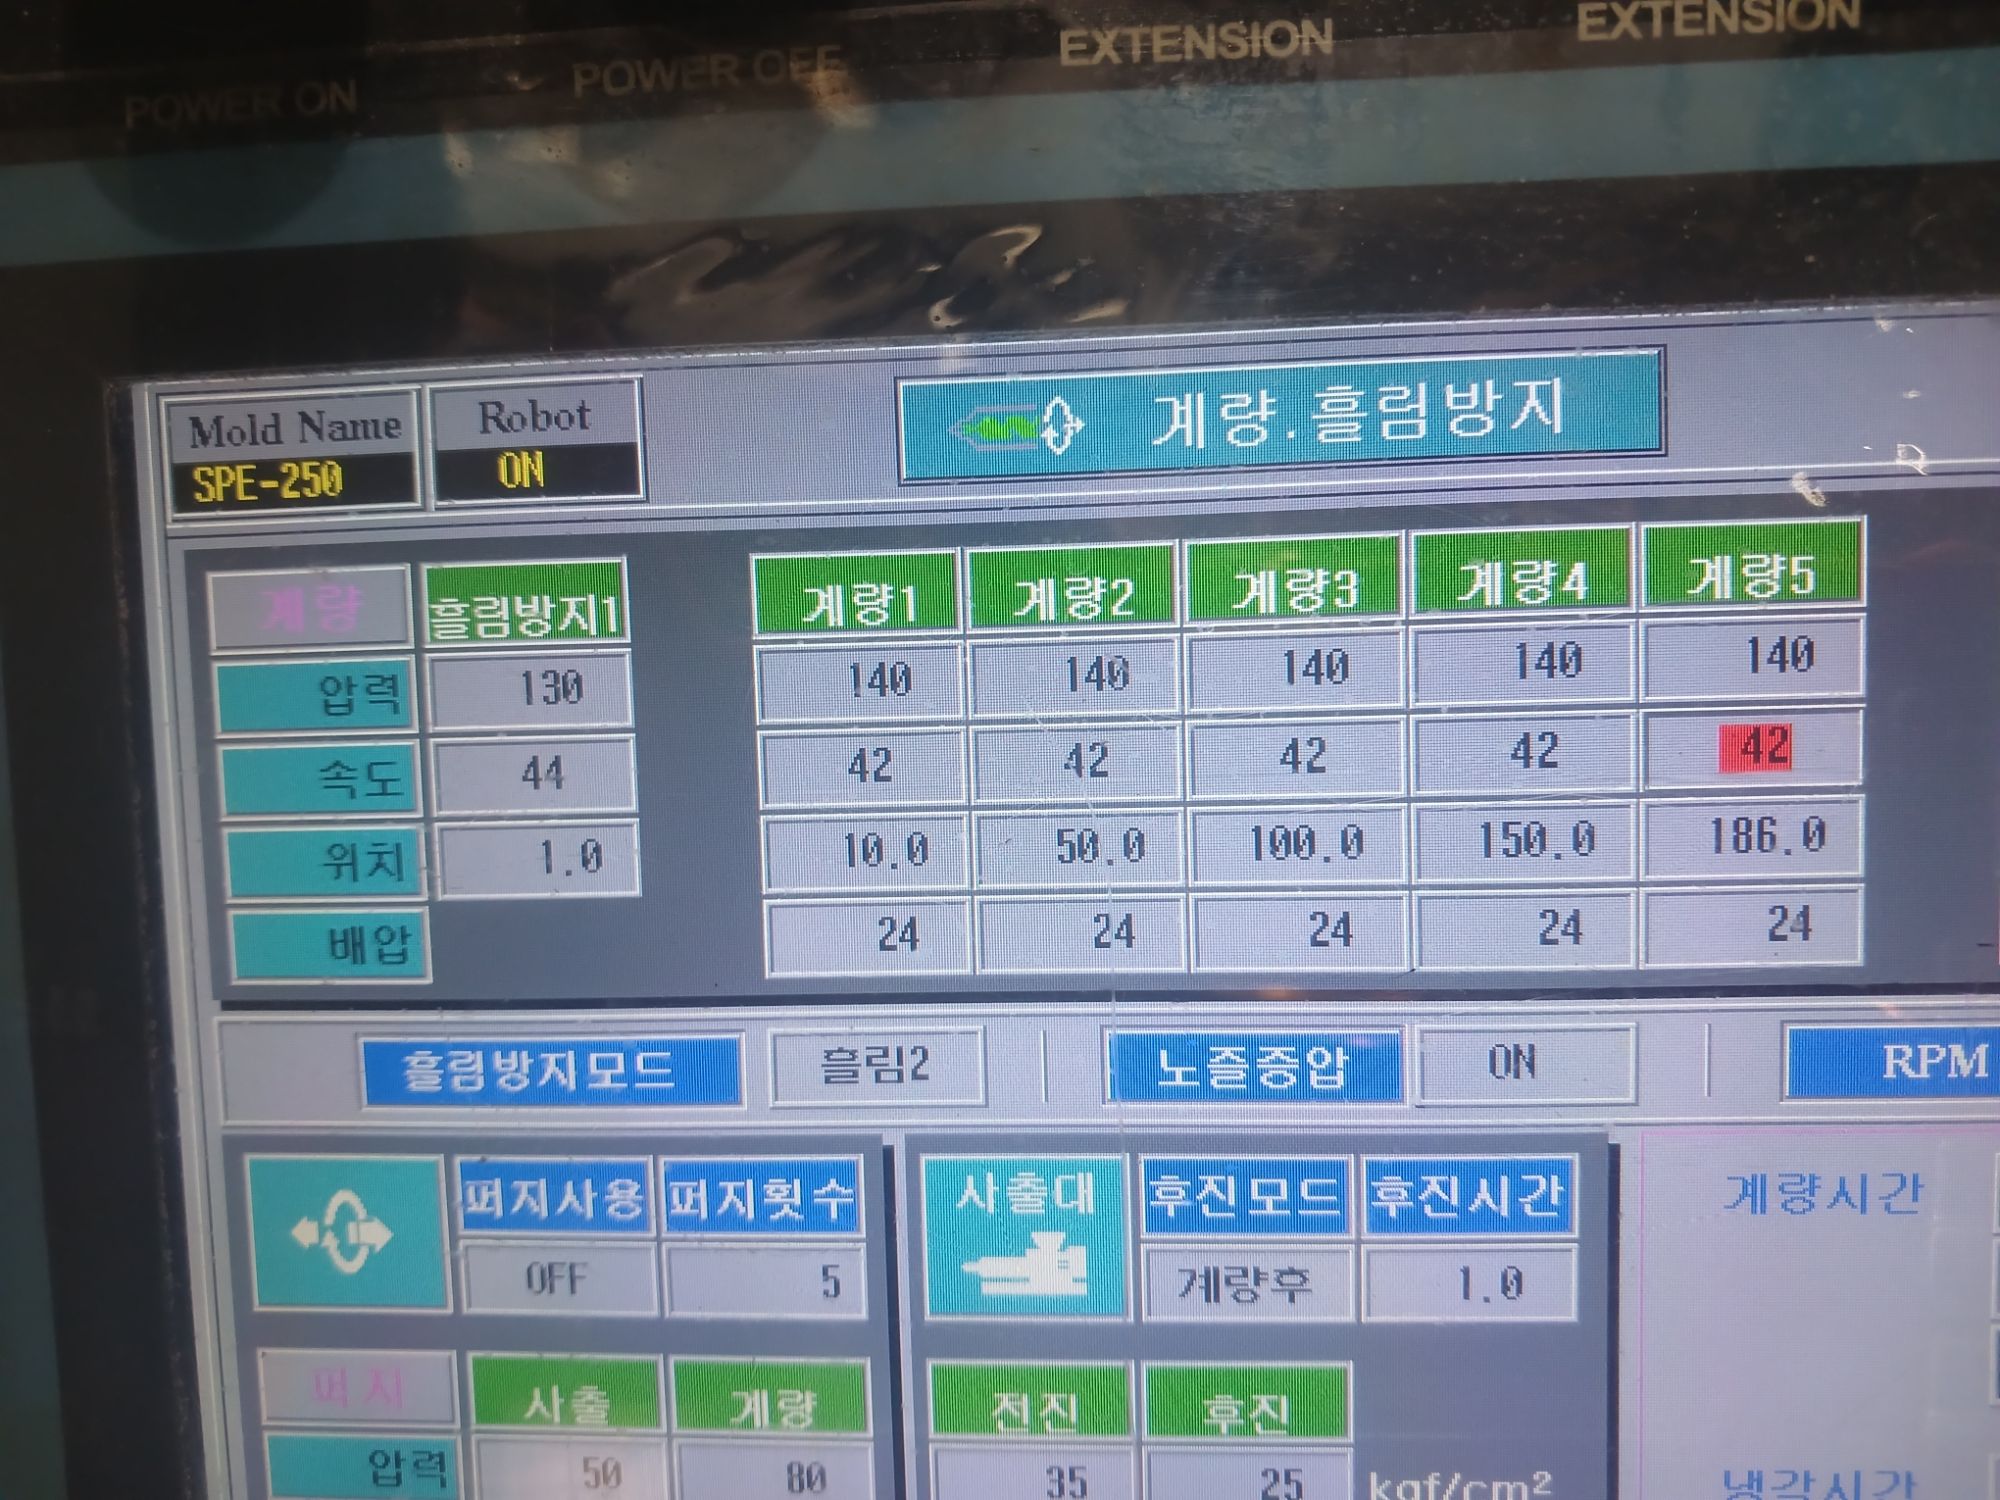 POWER ON POWER OFF EXTENSION EXTENSION
Mold Name Robot
SPE-250 ON
계량.흘림방지
계량 흘림방지1 계량1 계량2 계량3 계량4 계량5
압력 130 140 140 140 140 140
속도 44 42 42 42 42 42
위치 1.0 10.0 50.0 100.0 150.0 186.0
배압 24 24 24 24 24
흘림방지모드 흘림2 노즐증압 ON RPM
퍼지사용 퍼지횟수 사출대 후진모드 후진시간 계량시간
OFF 5 계량후 1.0
퍼지 사출 계량 전진 후진
압력 50 80 35 25 kgf/cm2
냉각시간